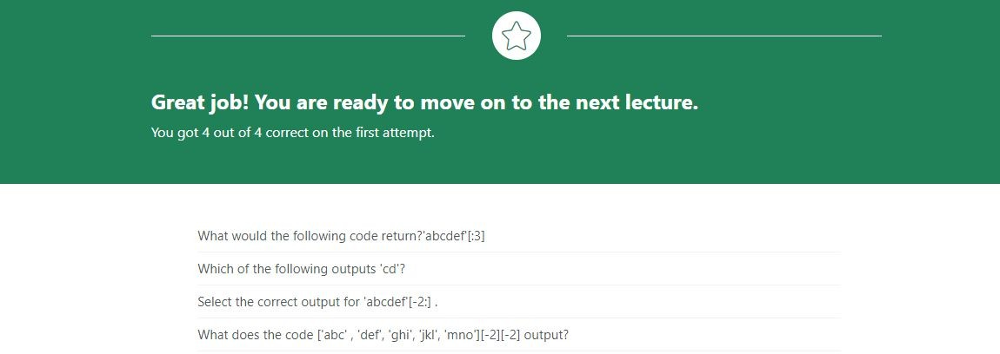 Great job! You are ready to move on to the next lecture.
You got 4 out of 4 correct on the first attempt.
What would the following code return?'abcdef'[:3]
Which of the following outputs 'cd'?
Select the correct output for 'abcdef'[-2:] .
What does the code ['abc' , 'def', 'ghi', 'jkl', 'mno'][-2][-2] output?